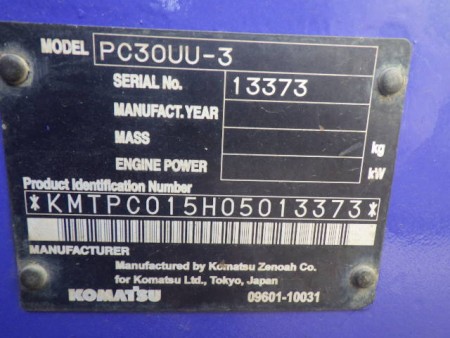 MODEL PC30UU-3
SERIAL No. 13373
MANUFACT.YEAR
MASS kg
ENGINE POWER kW
Product Identification Number
*KMTPC015H05013373*
MANUFACTURER
Manufactured by Komatsu Zenoah Co.
for Komatsu Ltd., Tokyo, Japan
KOMATSU 09601-10031